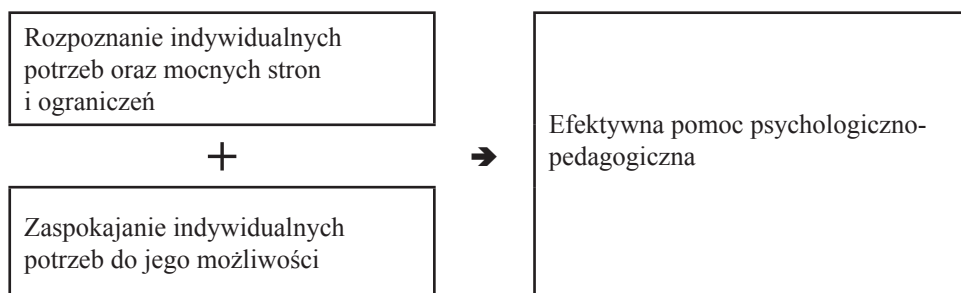 Rozpoznanie indywidualnych
potrzeb oraz mocnych stron
i ograniczeń
+
Zaspokajanie indywidualnych
potrzeb do jego możliwości
➔
Efektywna pomoc psychologiczno-
pedagogiczna